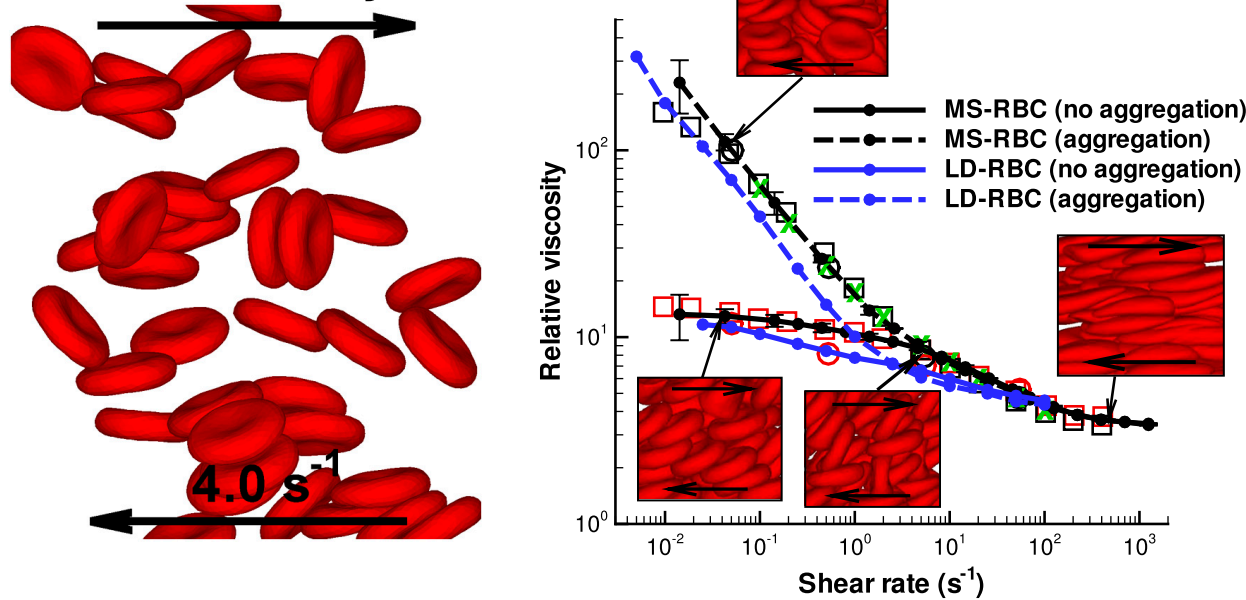 4.0 s⁻¹
Relative viscosity
10²
10¹
10⁰
MS-RBC (no aggregation)
MS-RBC (aggregation)
LD-RBC (no aggregation)
LD-RBC (aggregation)
10⁻² 10⁻¹ 10⁰ 10¹ 10² 10³
Shear rate (s⁻¹)